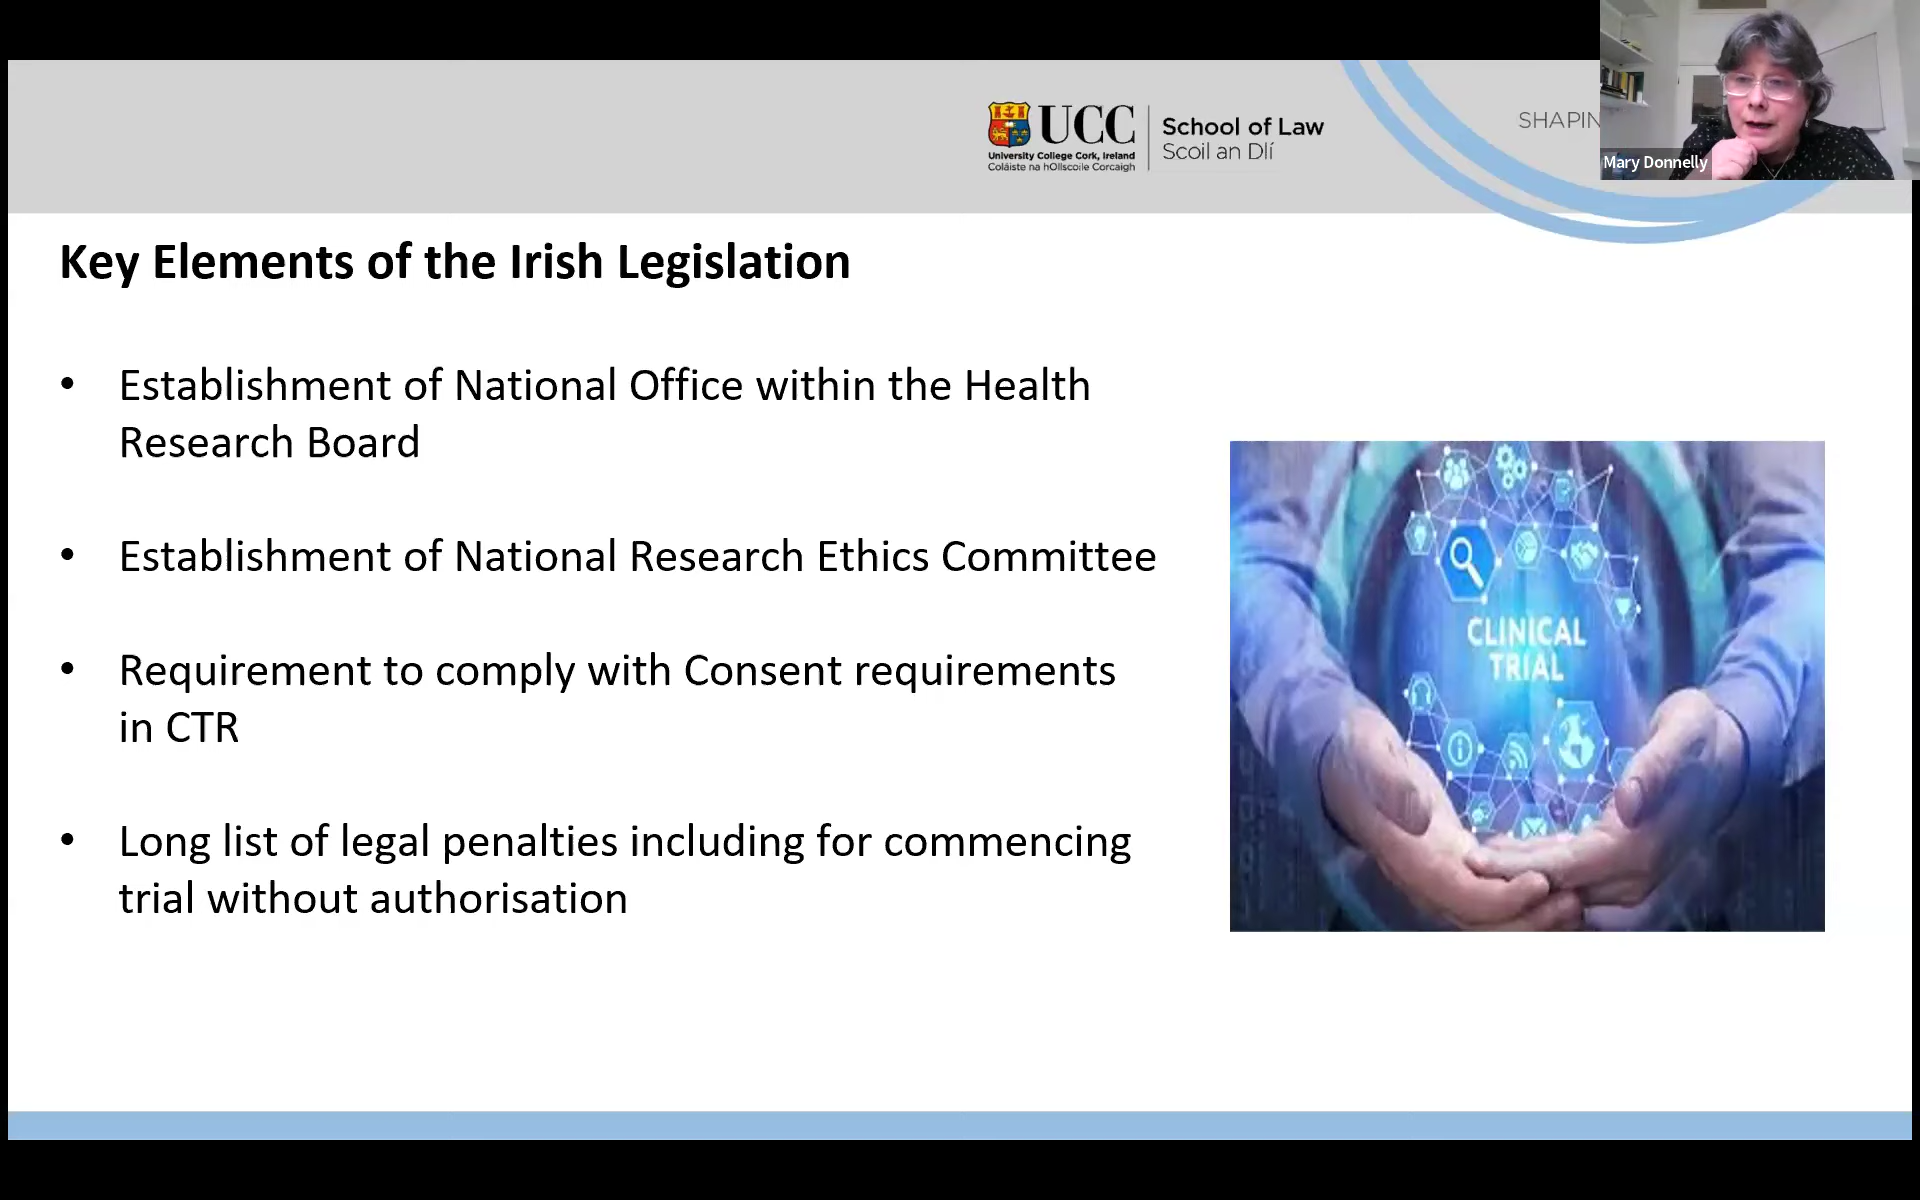 UCC
University College Cork, Ireland
Coláiste na hOllscoile Corcaigh
School of Law
Scoil an Dlí
SHAPIN
Mary Donnelly
Key Elements of the Irish Legislation
• Establishment of National Office within the Health
Research Board
• Establishment of National Research Ethics Committee
• Requirement to comply with Consent requirements
in CTR
• Long list of legal penalties including for commencing
trial without authorisation
CLINICAL
TRIAL